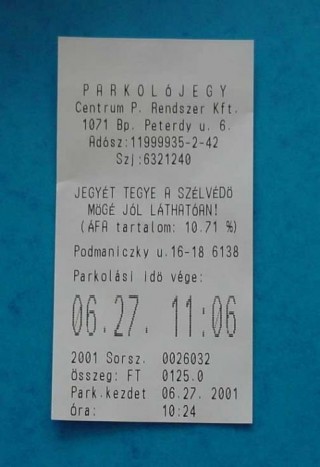 PARKOLÓJEGY
Centrum P. Rendszer Kft.
1071 Bp. Peterdy u. 6.
Adósz:11999935-2-42
Szj:6321240
JEGYÉT TEGYE A SZÉLVÉDÖ
MÖGÉ JÓL LÁTHATÓAN!
(ÁFA tartalom: 10.71 %)
Podmaniczky u.16-18 6138
Parkolási idö vége:
06.27. 11:06
2001 Sorsz. 0026032
összeg: FT 0125.0
Park.kezdet 06.27. 2001
óra: 10:24